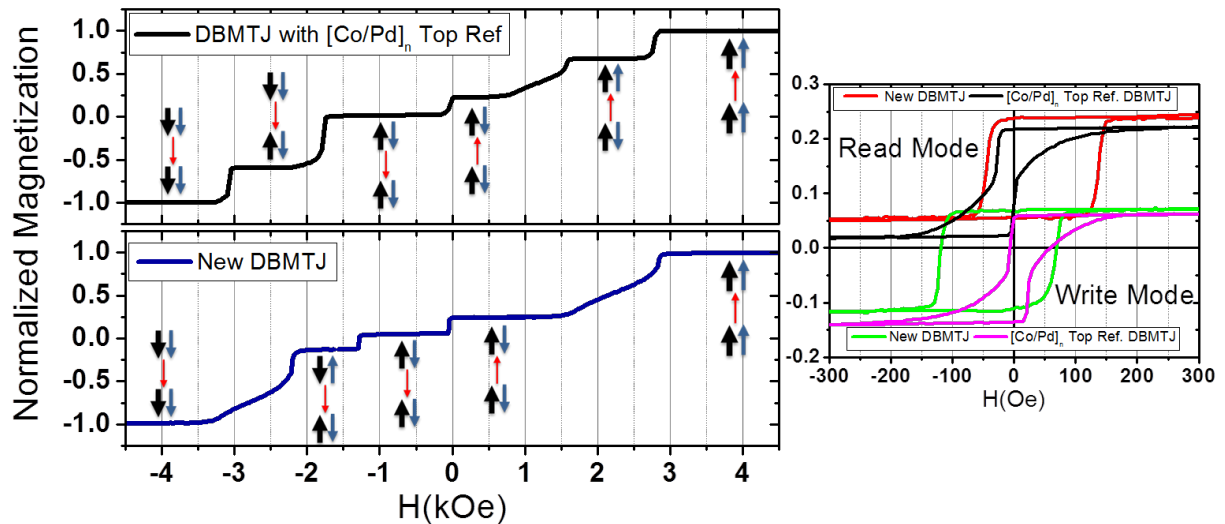 Normalized Magnetization
1.0
0.5
0.0
-0.5
-1.0
DBMTJ with [Co/Pd]n Top Ref
1.0
0.5
0.0
-0.5
-1.0
New DBMTJ
-4 -3 -2 -1 0 1 2 3 4
H(kOe)
0.3
0.2
0.1
0.0
-0.1
-0.2
New DBMTJ [Co/Pd]n Top Ref. DBMTJ
Read Mode
Write Mode
New DBMTJ [Co/Pd]n Top Ref. DBMTJ
-300 -200 -100 0 100 200 300
H(Oe)